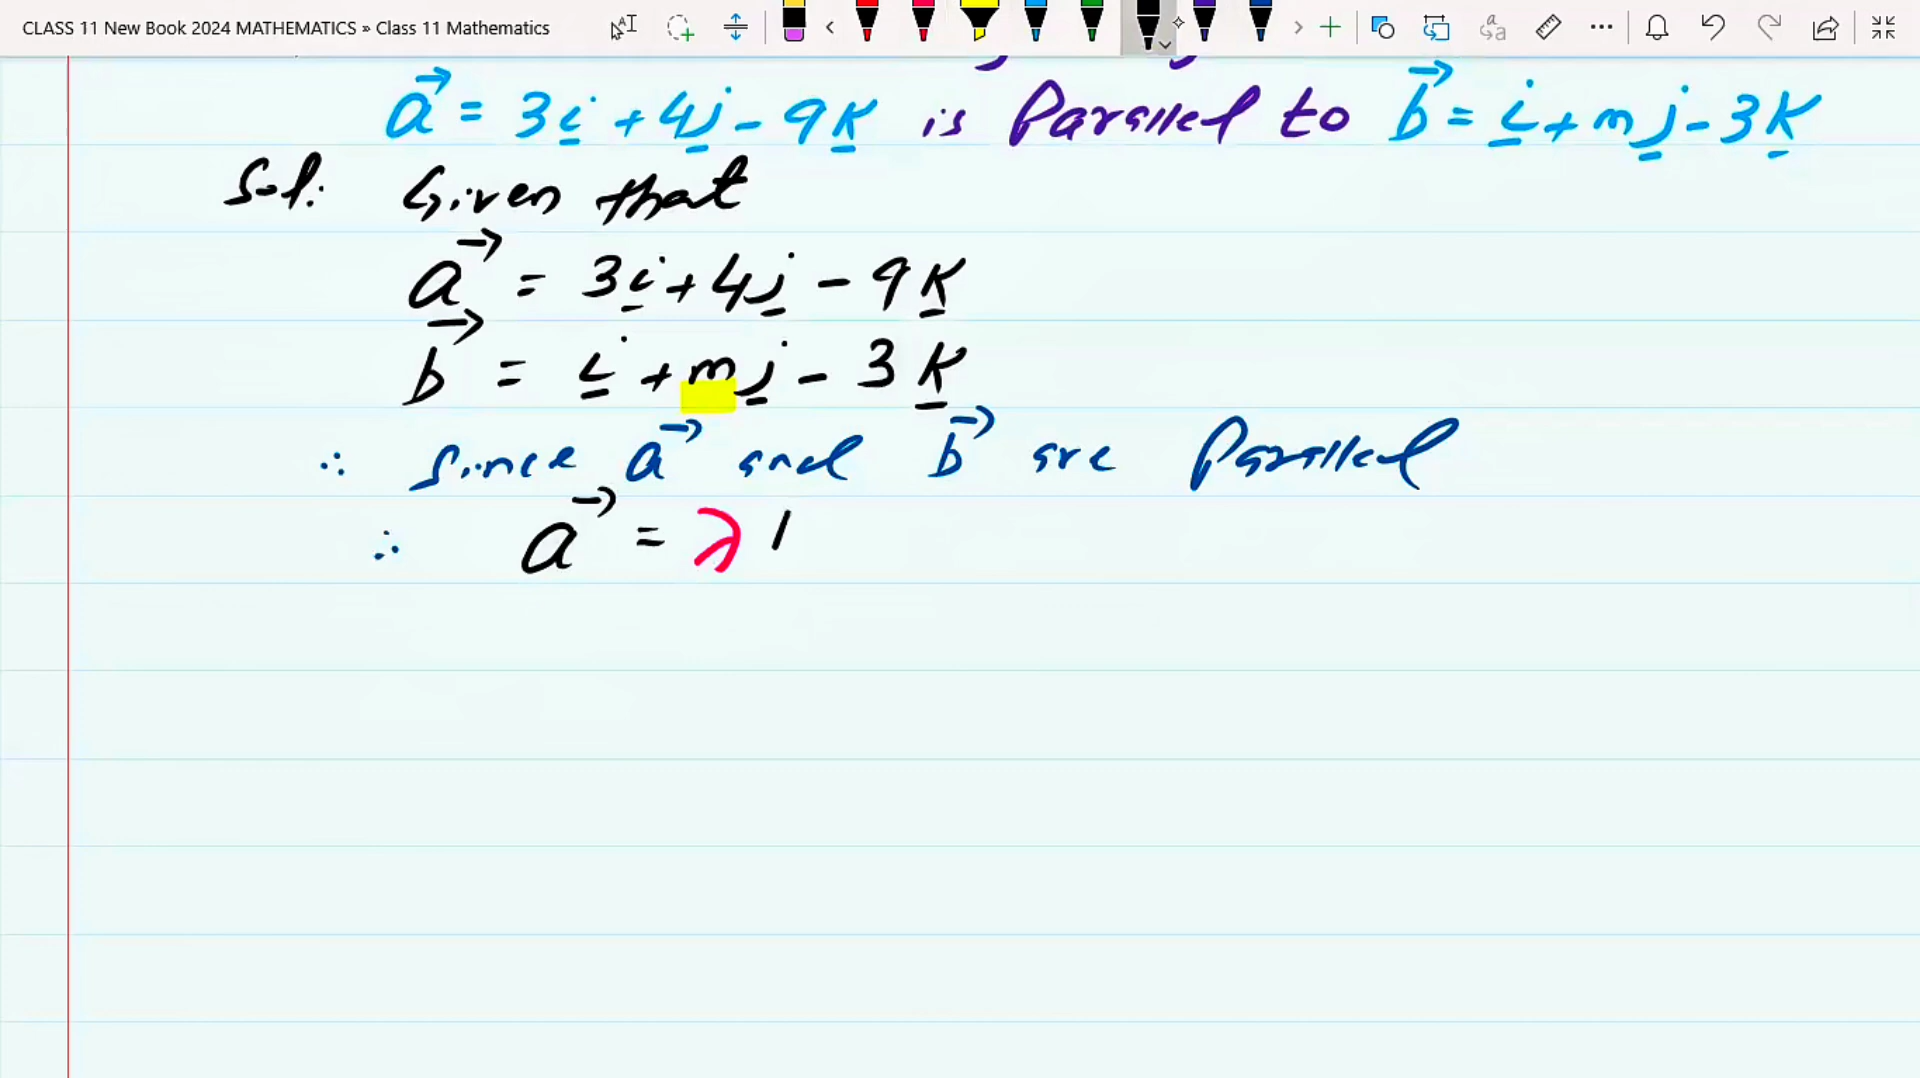 CLASS 11 New Book 2024 MATHEMATICS » Class 11 Mathematics
a⃗ = 3i + 4j - 9k is Parallel to b⃗ = i + mj - 3k
Sol: Given that
a⃗ = 3i + 4j - 9k
b⃗ = i + mj - 3k
∴ Since a⃗ and b⃗ are Parallel
∴ a⃗ = λ